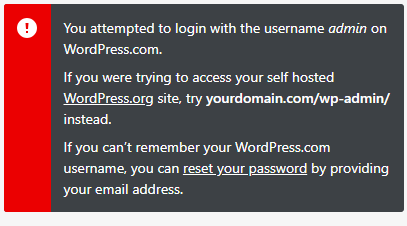 You attempted to login with the username admin on
WordPress.com.
If you were trying to access your self hosted
WordPress.org site, try yourdomain.com/wp-admin/
instead.
If you can’t remember your WordPress.com
username, you can reset your password by providing
your email address.